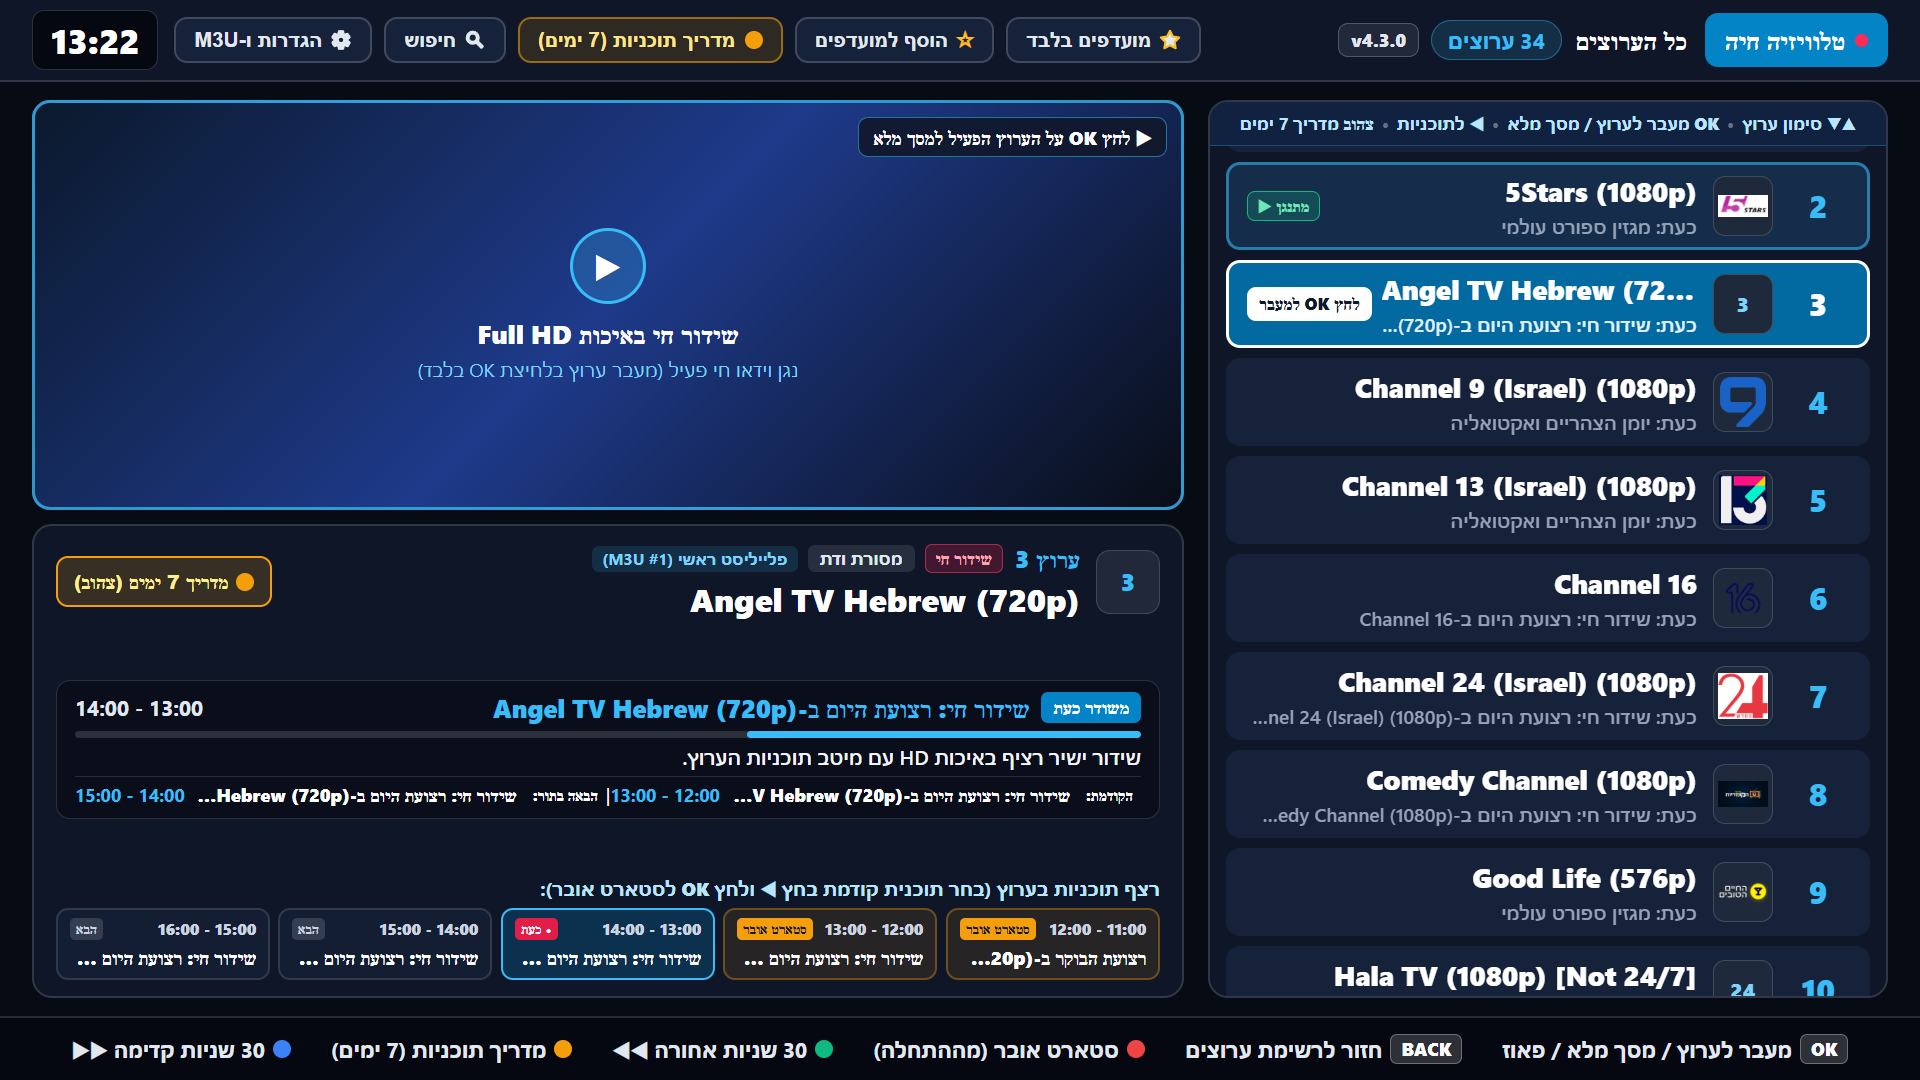 טלוויזיה חיה
כל הערוצים
34 ערוצים
v4.3.0
מועדפים בלבד
הוסף למועדפים
מדריך תוכניות (7 ימים)
חיפוש
הגדרות ו-M3U
13:22
▲▼ סימון ערוץ • OK מעבר לערוץ / מסך מלא • ◀ לתוכניות • צהוב מדריך 7 ימים
2
5Stars (1080p)
כעת: מגזין ספורט עולמי
מתנגן ▶
3
3
Angel TV Hebrew (72...
כעת: שידור חי: רצועת היום ב-(720p)...
לחץ OK למעבר
4
Channel 9 (Israel) (1080p)
כעת: יומן הצהריים ואקטואליה
5
Channel 13 (Israel) (1080p)
כעת: יומן הצהריים ואקטואליה
6
Channel 16
כעת: שידור חי: רצועת היום ב-Channel 16
7
Channel 24 (Israel) (1080p)
כעת: שידור חי: רצועת היום ב-nel 24 (Israel) (1080p)...
8
Comedy Channel (1080p)
כעת: שידור חי: רצועת היום ב-edy Channel (1080p)...
9
החיים הטובים
Good Life (576p)
כעת: מגזין ספורט עולמי
10
24
Hala TV (1080p) [Not 24/7]
▶ לחץ OK על הערוץ הפעיל למסך מלא
שידור חי באיכות Full HD
נגן וידאו חי פעיל (מעבר ערוץ בלחיצת OK בלבד)
3
ערוץ 3
שידור חי
מסורת ודת
פלייליסט ראשי (M3U #1)
Angel TV Hebrew (720p)
מדריך 7 ימים (צהוב)
משודר כעת
שידור חי: רצועת היום ב-Angel TV Hebrew (720p)
14:00 - 13:00
שידור ישיר רציף באיכות HD עם מיטב תוכניות הערוץ.
הקודמת: שידור חי: רצועת היום ב-V Hebrew (720p)... 13:00 - 12:00 | הבאה בתור: שידור חי: רצועת היום ב-Hebrew (720p)... 15:00 - 14:00
רצף תוכניות בערוץ (בחר תוכנית קודמת בחץ ◀ ולחץ OK לסטארט אובר):
12:00 - 11:00 סטארט אובר
רצועת הבוקר ב-(20p...
13:00 - 12:00 סטארט אובר
שידור חי: רצועת היום ...
14:00 - 13:00 • כעת
שידור חי: רצועת היום ...
15:00 - 14:00 הבא
שידור חי: רצועת היום ...
16:00 - 15:00 הבא
שידור חי: רצועת היום ...
OK מעבר לערוץ / מסך מלא / פאוז
BACK חזור לרשימת ערוצים
סטארט אובר (מההתחלה)
30 שניות אחורה ◀◀
מדריך תוכניות (7 ימים)
30 שניות קדימה ▶▶